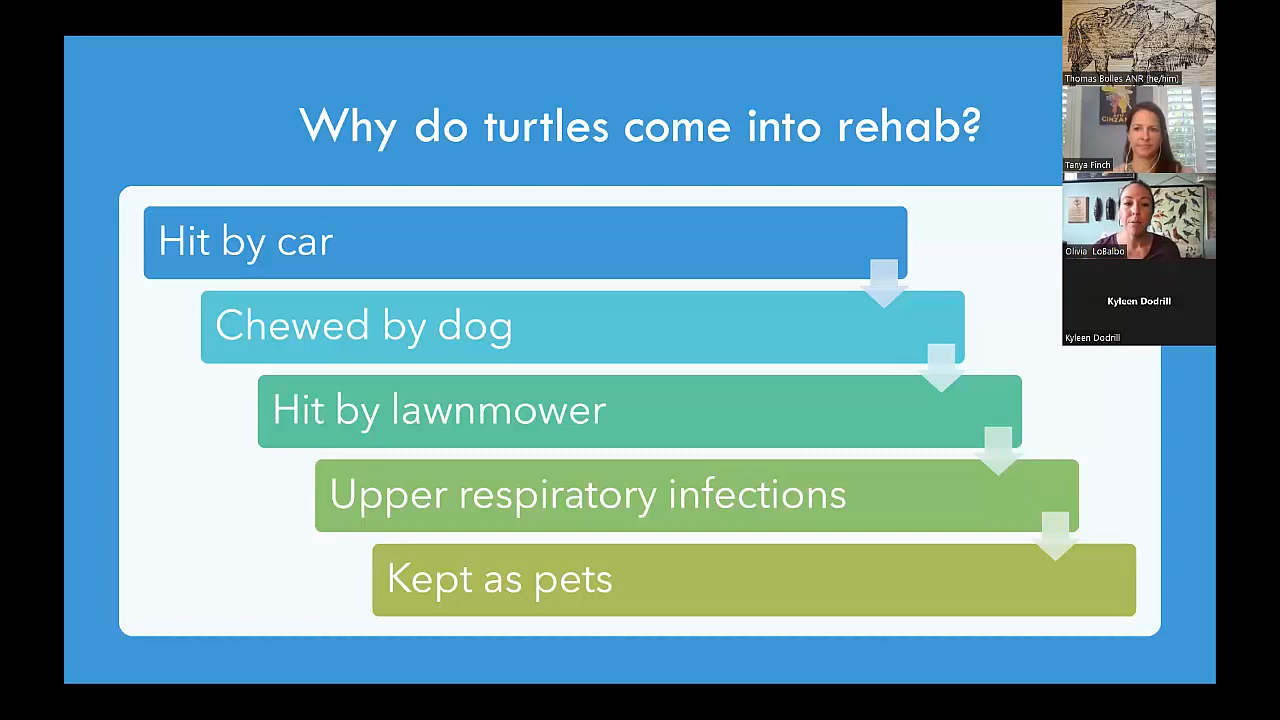 Why do turtles come into rehab?
Hit by car
Chewed by dog
Hit by lawnmower
Upper respiratory infections
Kept as pets
Thomas Bolles ANR (he/him)
Tanya Finch
Olivia LoBalbo
Kyleen Dodrill
Kyleen Dodrill